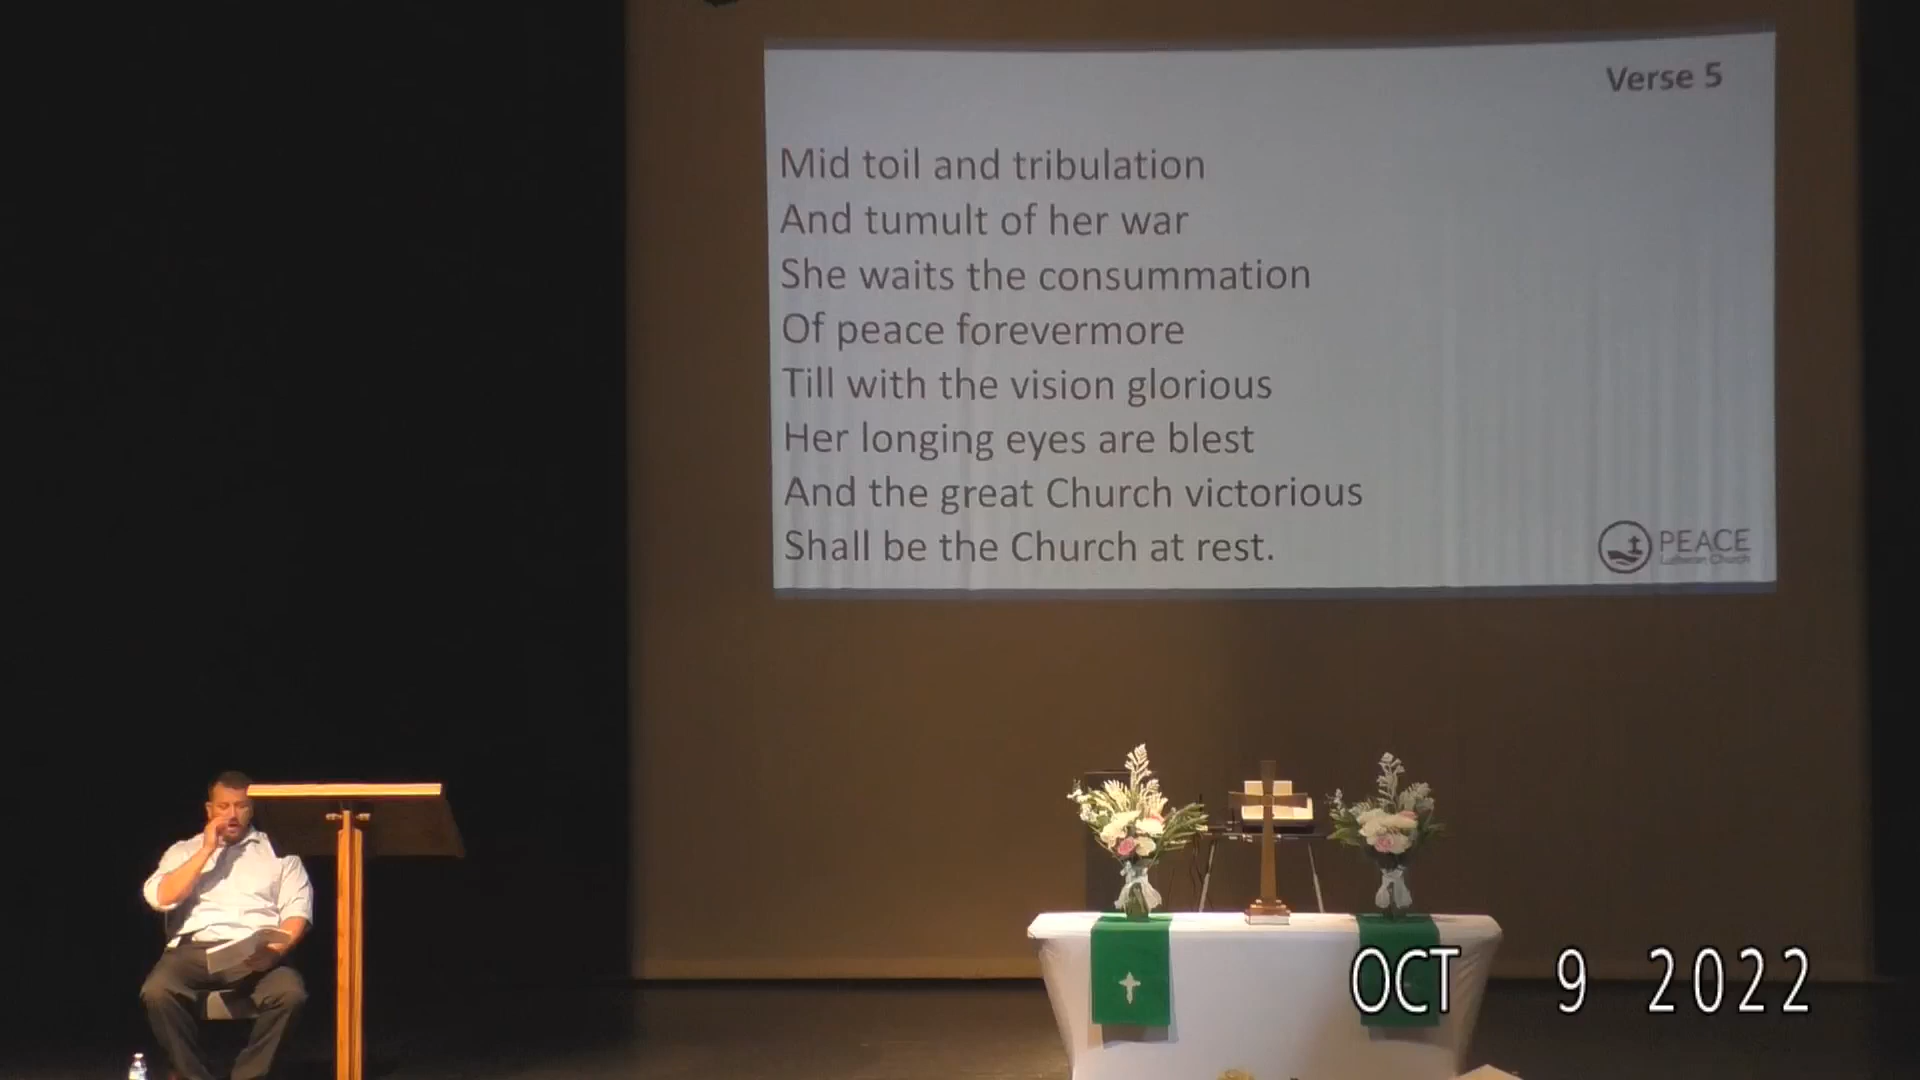 Verse 5
Mid toil and tribulation
And tumult of her war
She waits the consummation
Of peace forevermore
Till with the vision glorious
Her longing eyes are blest
And the great Church victorious
Shall be the Church at rest.
PEACE
Lutheran Church
OCT 9 2022